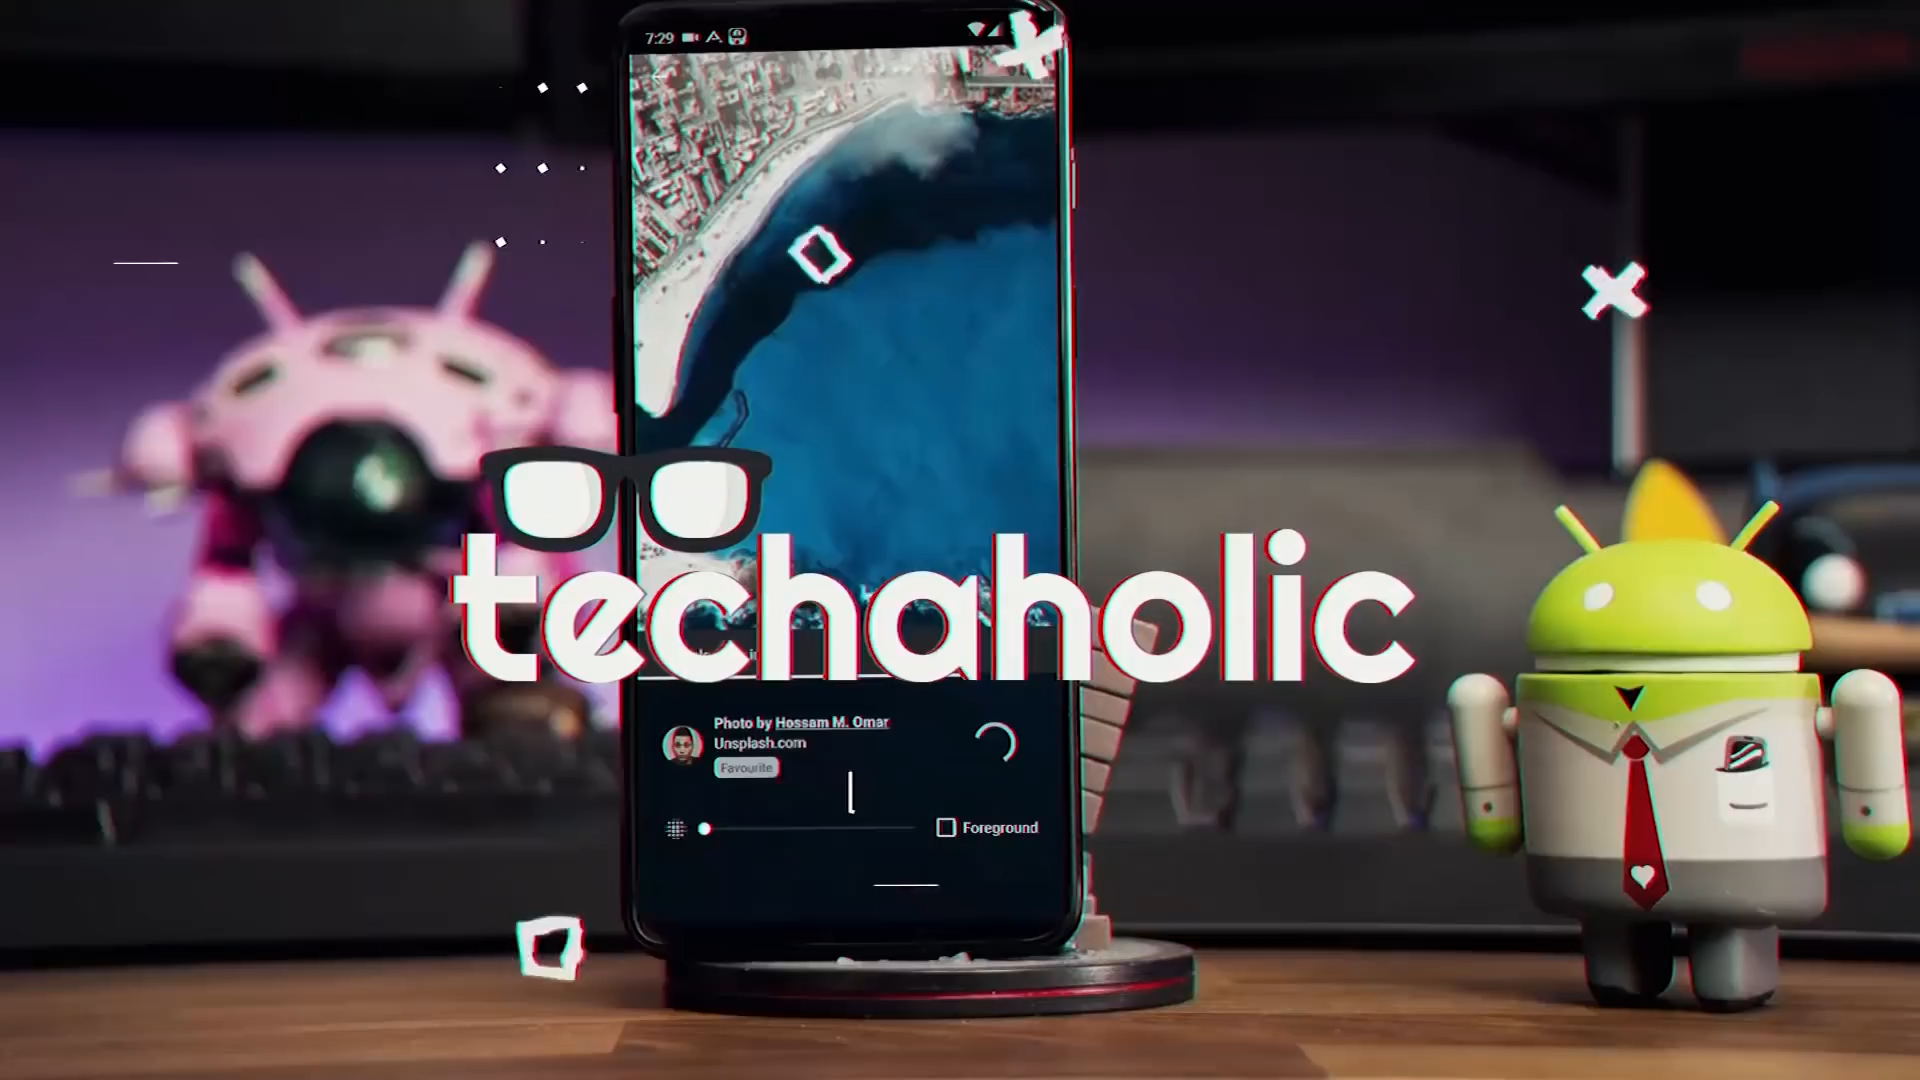 7:29
techaholic
Photo by Hossam M. Omar
Unsplash.com
Favourite
Foreground